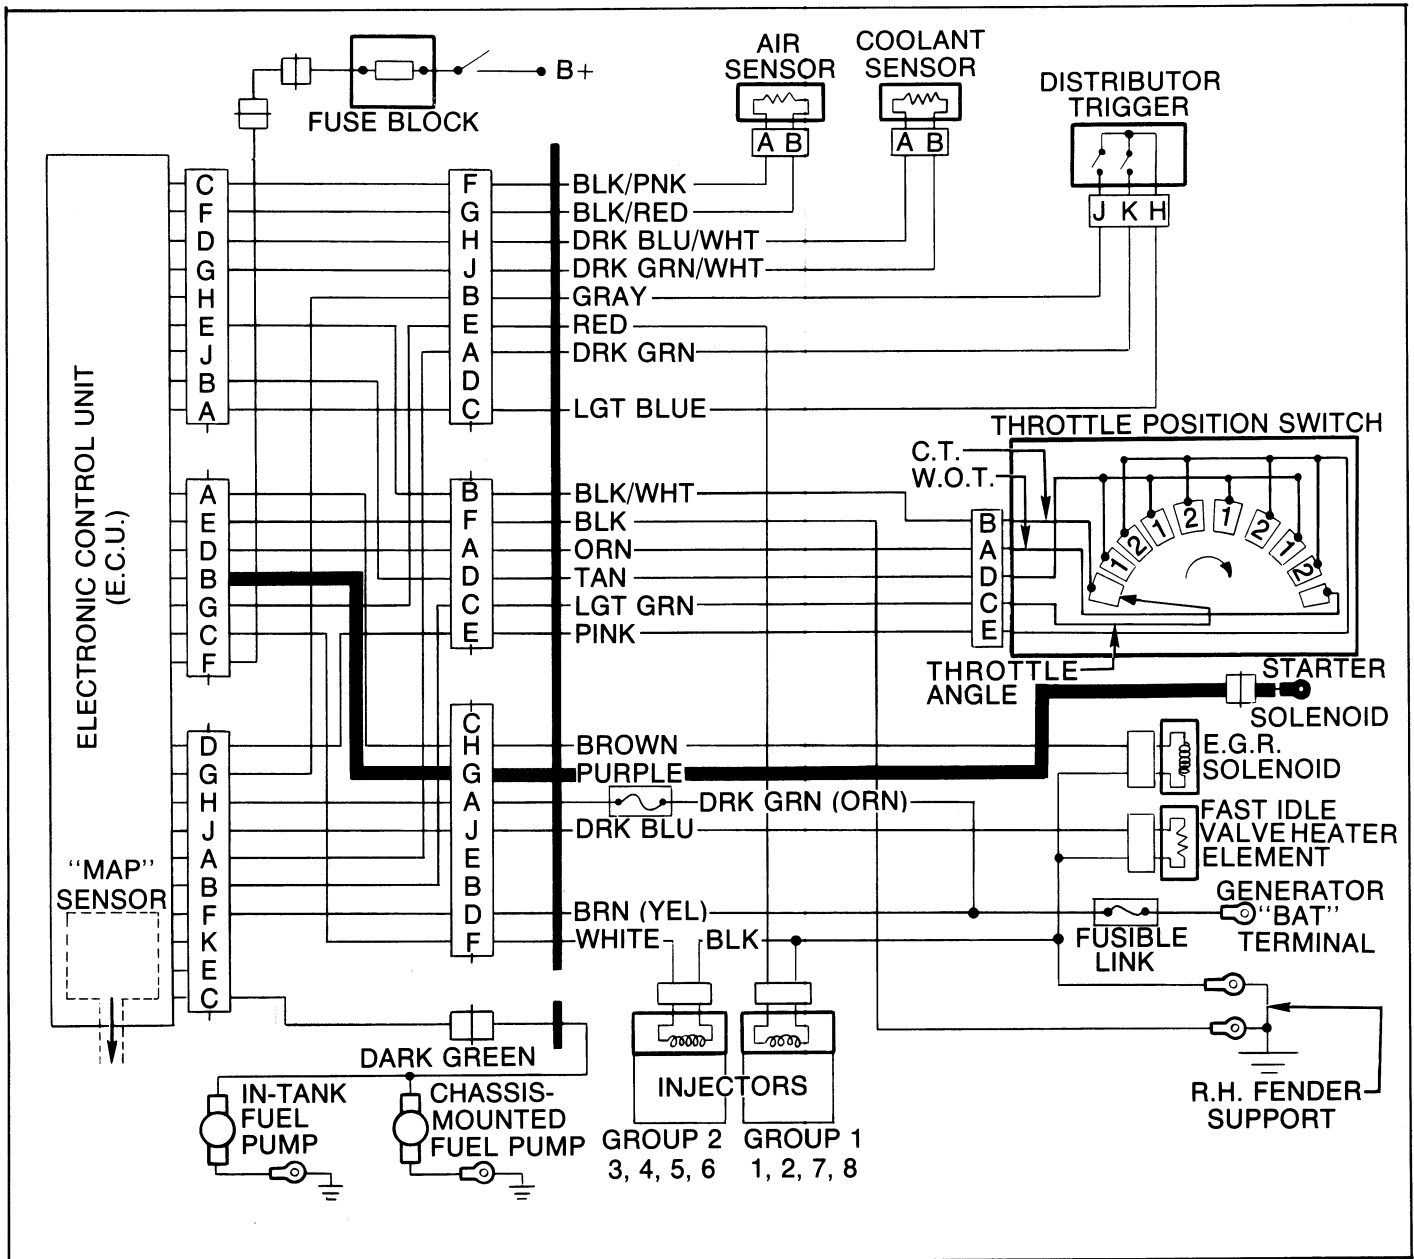 AIR
SENSOR
COOLANT
SENSOR
B+
FUSE BLOCK
DISTRIBUTOR
TRIGGER
A B
A B
J K H
C
F
D
G
H
E
J
B
A
F
G
H
J
B
E
A
D
C
BLK/PNK
BLK/RED
DRK BLU/WHT
DRK GRN/WHT
GRAY
RED
DRK GRN
LGT BLUE
ELECTRONIC CONTROL UNIT
(E.C.U.)
THROTTLE POSITION SWITCH
C.T.
W.O.T.
A
E
D
B
G
C
F
B
F
A
D
C
E
BLK/WHT
BLK
ORN
TAN
LGT GRN
PINK
B
A
D
C
E
1 2 1 2 1 2 1 2
THROTTLE
ANGLE
STARTER
SOLENOID
D
G
H
J
A
B
F
K
E
C
C
H
G
A
J
E
B
D
F
BROWN
PURPLE
DRK GRN (ORN)
DRK BLU
BRN (YEL)
WHITE
BLK
E.G.R.
SOLENOID
FAST IDLE
VALVE HEATER
ELEMENT
GENERATOR
"BAT"
TERMINAL
FUSIBLE
LINK
"MAP"
SENSOR
DARK GREEN
IN-TANK
FUEL
PUMP
CHASSIS-
MOUNTED
FUEL PUMP
INJECTORS
GROUP 2
3, 4, 5, 6
GROUP 1
1, 2, 7, 8
R.H. FENDER
SUPPORT